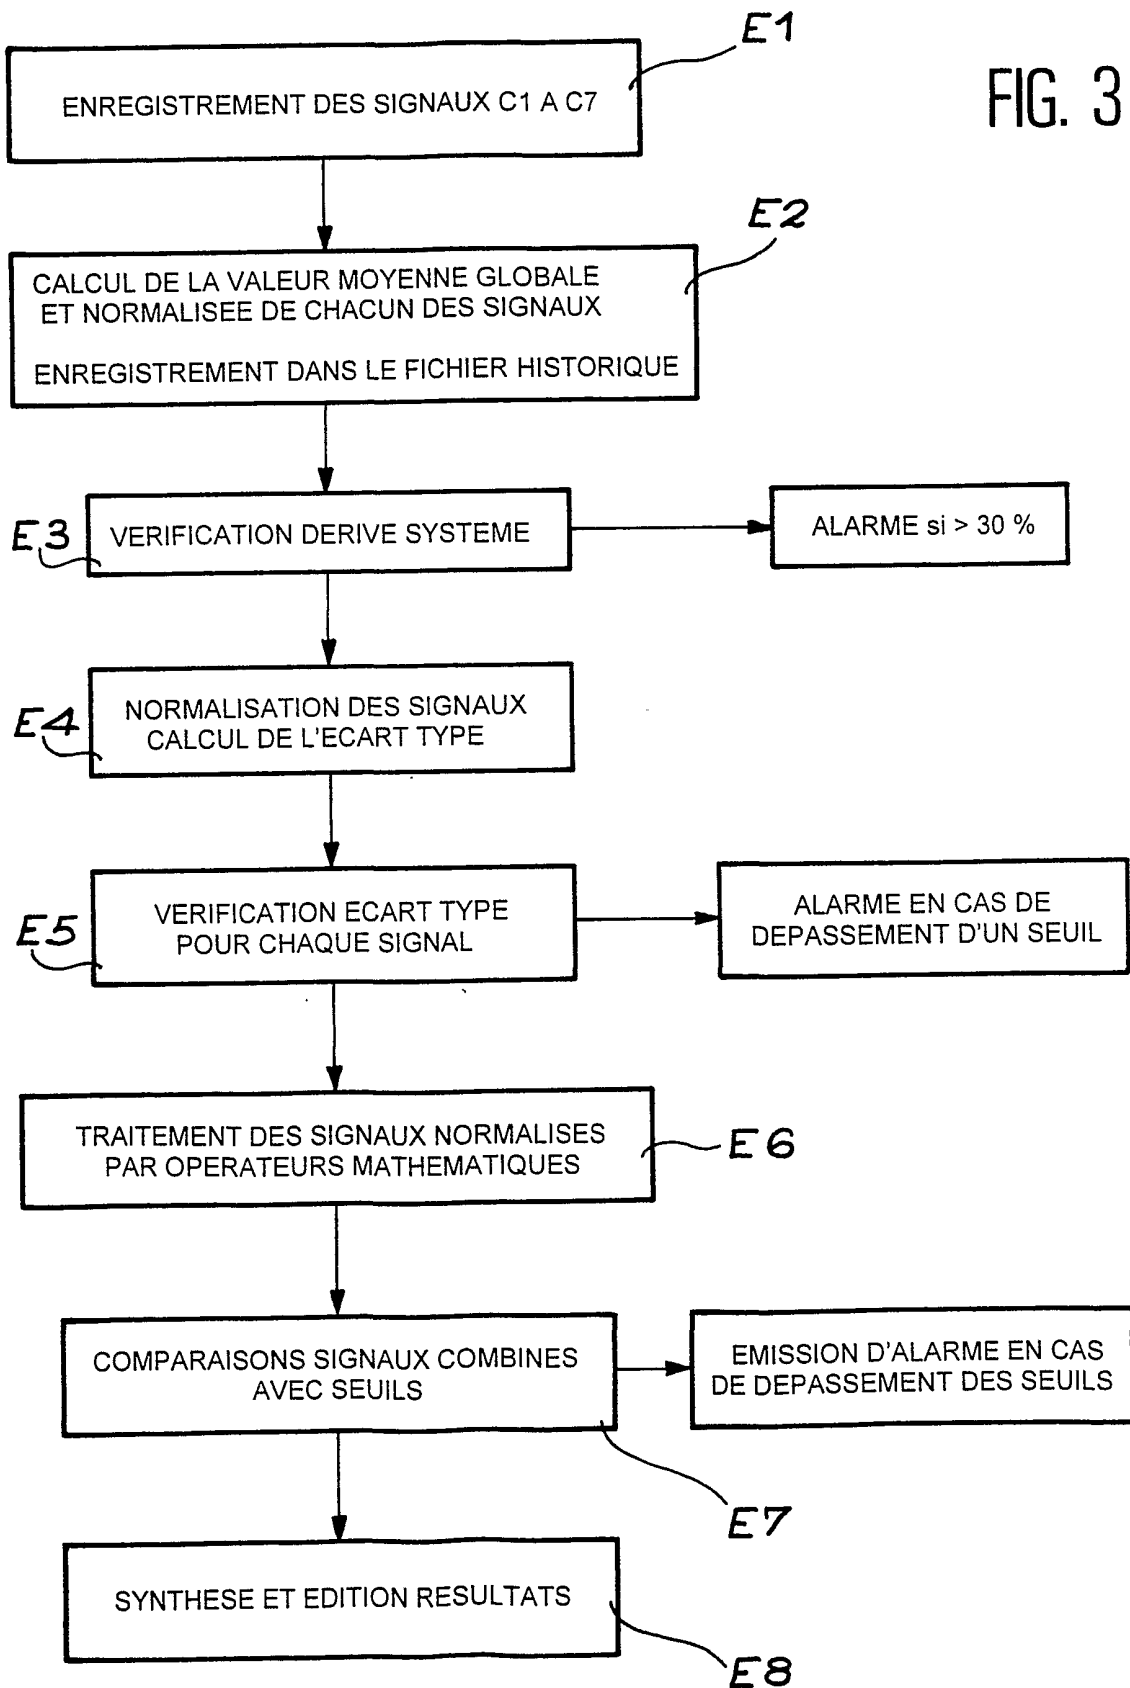 E1
FIG. 3
ENREGISTREMENT DES SIGNAUX C1 A C7
E2
CALCUL DE LA VALEUR MOYENNE GLOBALE
ET NORMALISEE DE CHACUN DES SIGNAUX
ENREGISTREMENT DANS LE FICHIER HISTORIQUE
E3
VERIFICATION DERIVE SYSTEME
ALARME si > 30 %
E4
NORMALISATION DES SIGNAUX
CALCUL DE L'ECART TYPE
E5
VERIFICATION ECART TYPE
POUR CHAQUE SIGNAL
ALARME EN CAS DE
DEPASSEMENT D'UN SEUIL
TRAITEMENT DES SIGNAUX NORMALISES
PAR OPERATEURS MATHEMATIQUES
E6
COMPARAISONS SIGNAUX COMBINES
AVEC SEUILS
EMISSION D'ALARME EN CAS
DE DEPASSEMENT DES SEUILS
E7
SYNTHESE ET EDITION RESULTATS
E8